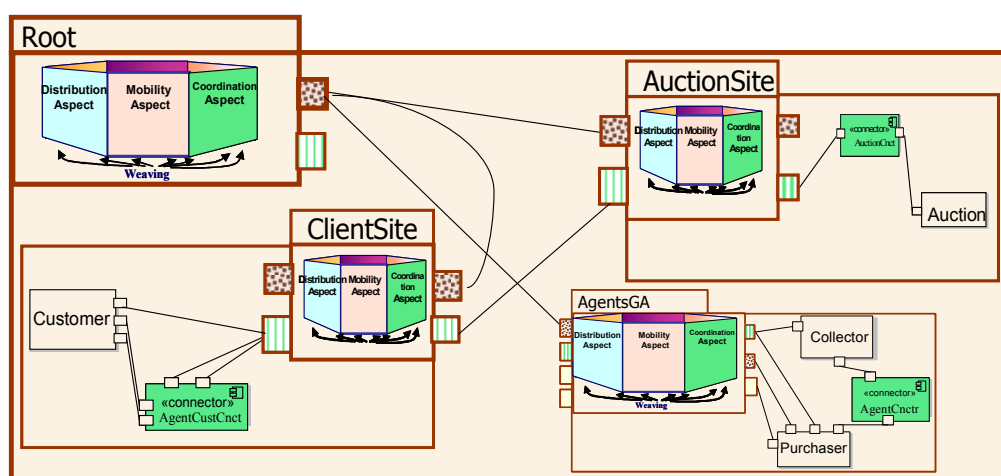 Root
Distribution Aspect
Mobility Aspect
Coordination Aspect
Weaving
AuctionSite
Distribution Aspect
Mobility Aspect
Coordina
tion
Aspect
«connector»
AuctionCnct
Auction
ClientSite
Distribution Aspect
Mobility Aspect
Coordina
tion
Aspect
Customer
«connector»
AgentCustCnct
AgentsGA
Distribution
Aspect
Mobility
Aspect
Coordination
Aspect
Weaving
Collector
«connector»
AgentCnctr
Purchaser